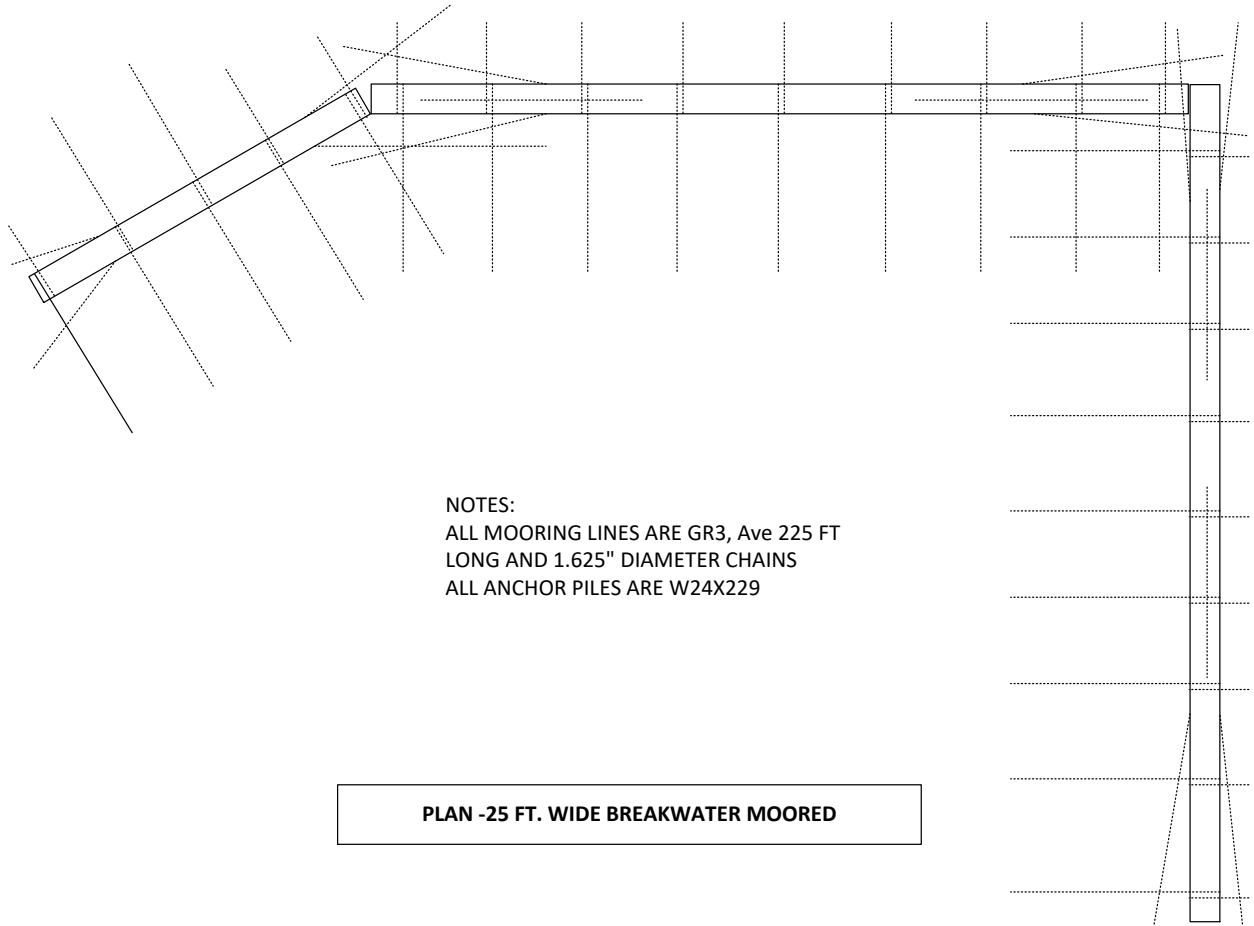 NOTES:
ALL MOORING LINES ARE GR3, Ave 225 FT
LONG AND 1.625" DIAMETER CHAINS
ALL ANCHOR PILES ARE W24X229
PLAN -25 FT. WIDE BREAKWATER MOORED